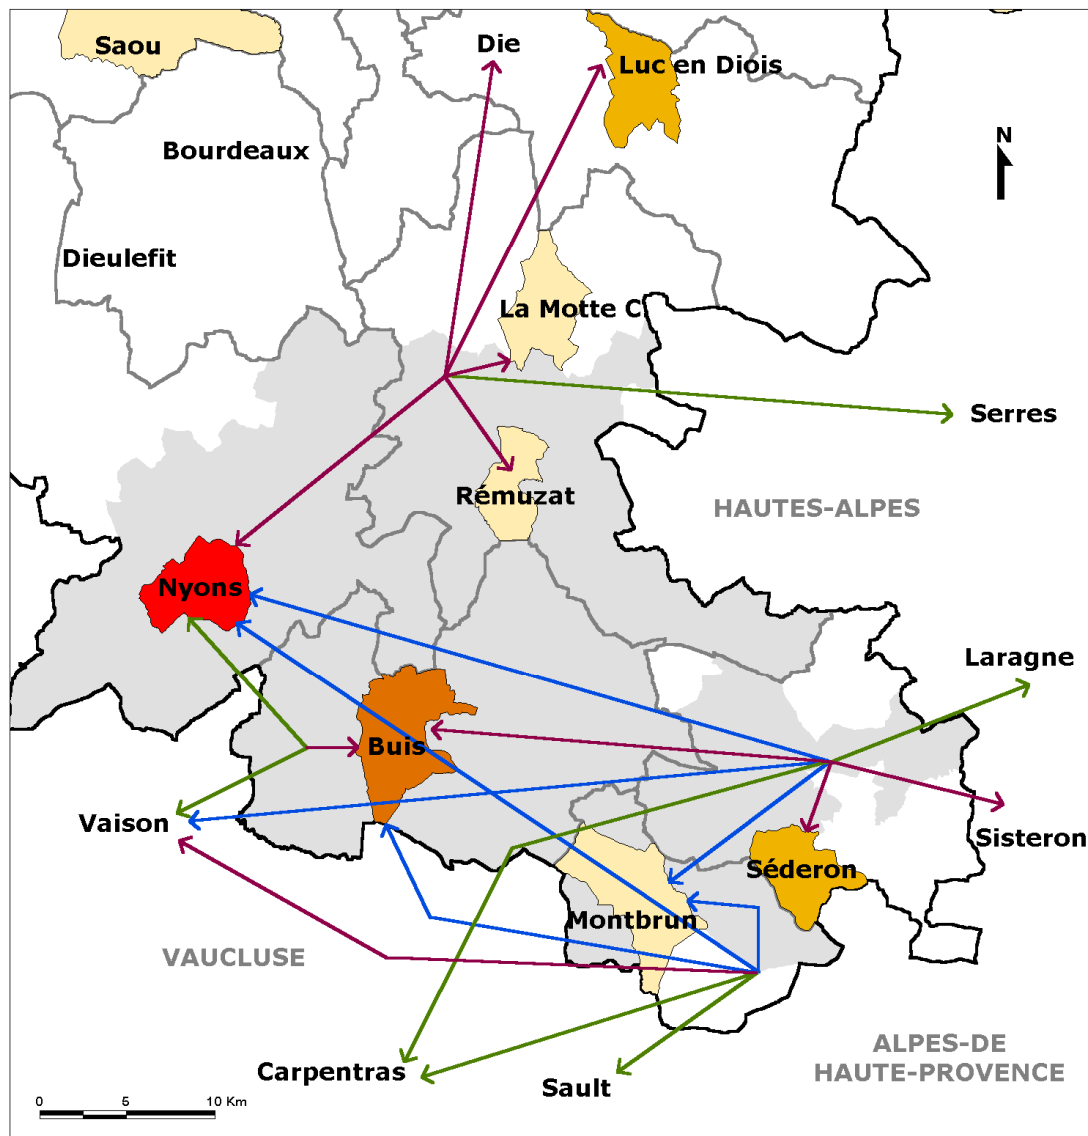 Saou
Die
Luc en Diois
N
Bourdeaux
Dieulefit
La Motte C
Serres
Rémuzat
HAUTES-ALPES
Nyons
Laragne
Buis
Vaison
Sisteron
Séderon
Montbrun
VAUCLUSE
ALPES-DE
HAUTE-PROVENCE
Carpentras
Sault
0 5 10 Km